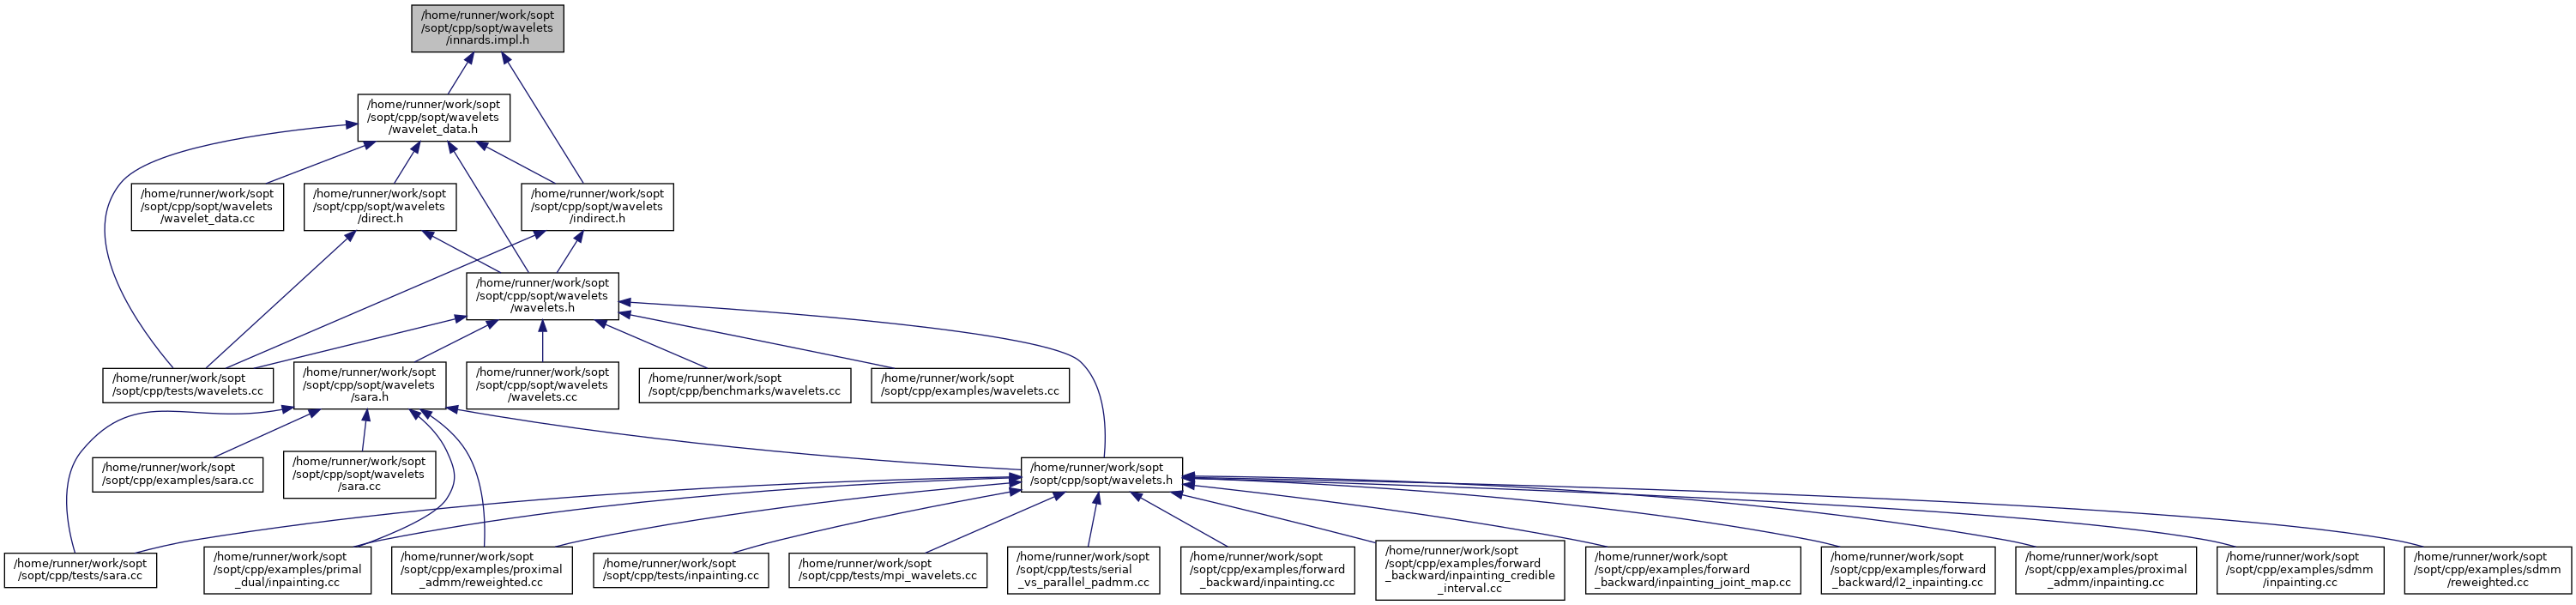 /home/runner/work/sopt
/sopt/cpp/sopt/wavelets
/innards.impl.h
/home/runner/work/sopt
/sopt/cpp/sopt/wavelets
/wavelet_data.h
/home/runner/work/sopt
/sopt/cpp/sopt/wavelets
/wavelet_data.cc
/home/runner/work/sopt
/sopt/cpp/sopt/wavelets
/direct.h
/home/runner/work/sopt
/sopt/cpp/sopt/wavelets
/indirect.h
/home/runner/work/sopt
/sopt/cpp/sopt/wavelets
/wavelets.h
/home/runner/work/sopt
/sopt/cpp/tests/wavelets.cc
/home/runner/work/sopt
/sopt/cpp/sopt/wavelets
/sara.h
/home/runner/work/sopt
/sopt/cpp/sopt/wavelets
/wavelets.cc
/home/runner/work/sopt
/sopt/cpp/benchmarks/wavelets.cc
/home/runner/work/sopt
/sopt/cpp/examples/wavelets.cc
/home/runner/work/sopt
/sopt/cpp/examples/sara.cc
/home/runner/work/sopt
/sopt/cpp/sopt/wavelets
/sara.cc
/home/runner/work/sopt
/sopt/cpp/sopt/wavelets.h
/home/runner/work/sopt
/sopt/cpp/tests/sara.cc
/home/runner/work/sopt
/sopt/cpp/examples/primal
_dual/inpainting.cc
/home/runner/work/sopt
/sopt/cpp/examples/proximal
_admm/reweighted.cc
/home/runner/work/sopt
/sopt/cpp/tests/inpainting.cc
/home/runner/work/sopt
/sopt/cpp/tests/mpi_wavelets.cc
/home/runner/work/sopt
/sopt/cpp/tests/serial
_vs_parallel_padmm.cc
/home/runner/work/sopt
/sopt/cpp/examples/forward
_backward/inpainting.cc
/home/runner/work/sopt
/sopt/cpp/examples/forward
_backward/inpainting_credible
_interval.cc
/home/runner/work/sopt
/sopt/cpp/examples/forward
_backward/inpainting_joint_map.cc
/home/runner/work/sopt
/sopt/cpp/examples/forward
_backward/l2_inpainting.cc
/home/runner/work/sopt
/sopt/cpp/examples/proximal
_admm/inpainting.cc
/home/runner/work/sopt
/sopt/cpp/examples/sdmm
/inpainting.cc
/home/runner/work/sopt
/sopt/cpp/examples/sdmm
/reweighted.cc